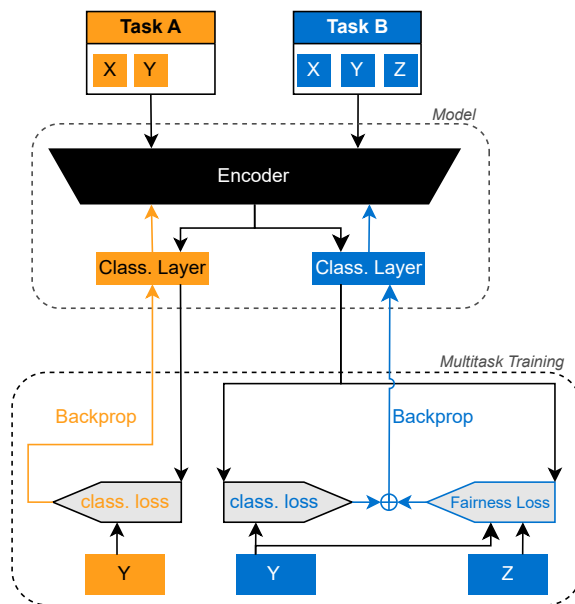 Task A
Task B
X Y
X Y Z
Model
Encoder
Class. Layer
Class. Layer
Multitask Training
Backprop
Backprop
class. loss
class. loss
Fairness Loss
Y
Y
Z